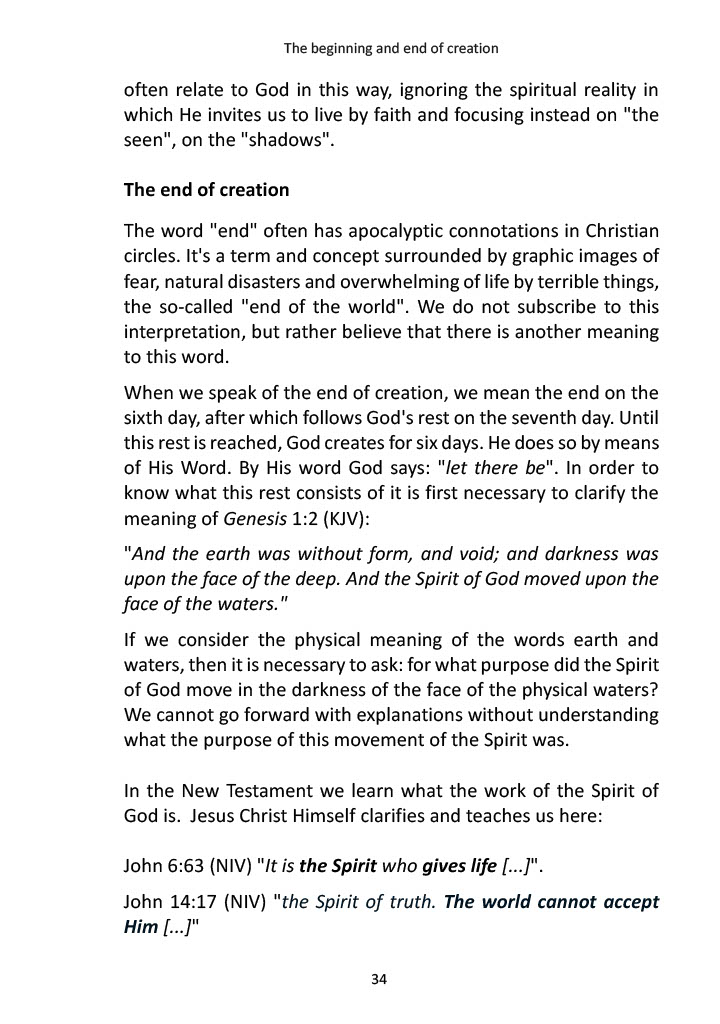 The beginning and end of creation
often relate to God in this way, ignoring the spiritual reality in
which He invites us to live by faith and focusing instead on "the
seen", on the "shadows".
The end of creation
The word "end" often has apocalyptic connotations in Christian
circles. It's a term and concept surrounded by graphic images of
fear, natural disasters and overwhelming of life by terrible things,
the so-called "end of the world". We do not subscribe to this
interpretation, but rather believe that there is another meaning
to this word.
When we speak of the end of creation, we mean the end on the
sixth day, after which follows God's rest on the seventh day. Until
this rest is reached, God creates for six days. He does so by means
of His Word. By His word God says: "let there be". In order to
know what this rest consists of it is first necessary to clarify the
meaning of Genesis 1:2 (KJV):
"And the earth was without form, and void; and darkness was
upon the face of the deep. And the Spirit of God moved upon the
face of the waters."
If we consider the physical meaning of the words earth and
waters, then it is necessary to ask: for what purpose did the Spirit
of God move in the darkness of the face of the physical waters?
We cannot go forward with explanations without understanding
what the purpose of this movement of the Spirit was.
In the New Testament we learn what the work of the Spirit of
God is. Jesus Christ Himself clarifies and teaches us here:
John 6:63 (NIV) "It is the Spirit who gives life [...]".
John 14:17 (NIV) "the Spirit of truth. The world cannot accept
Him [...]"
34